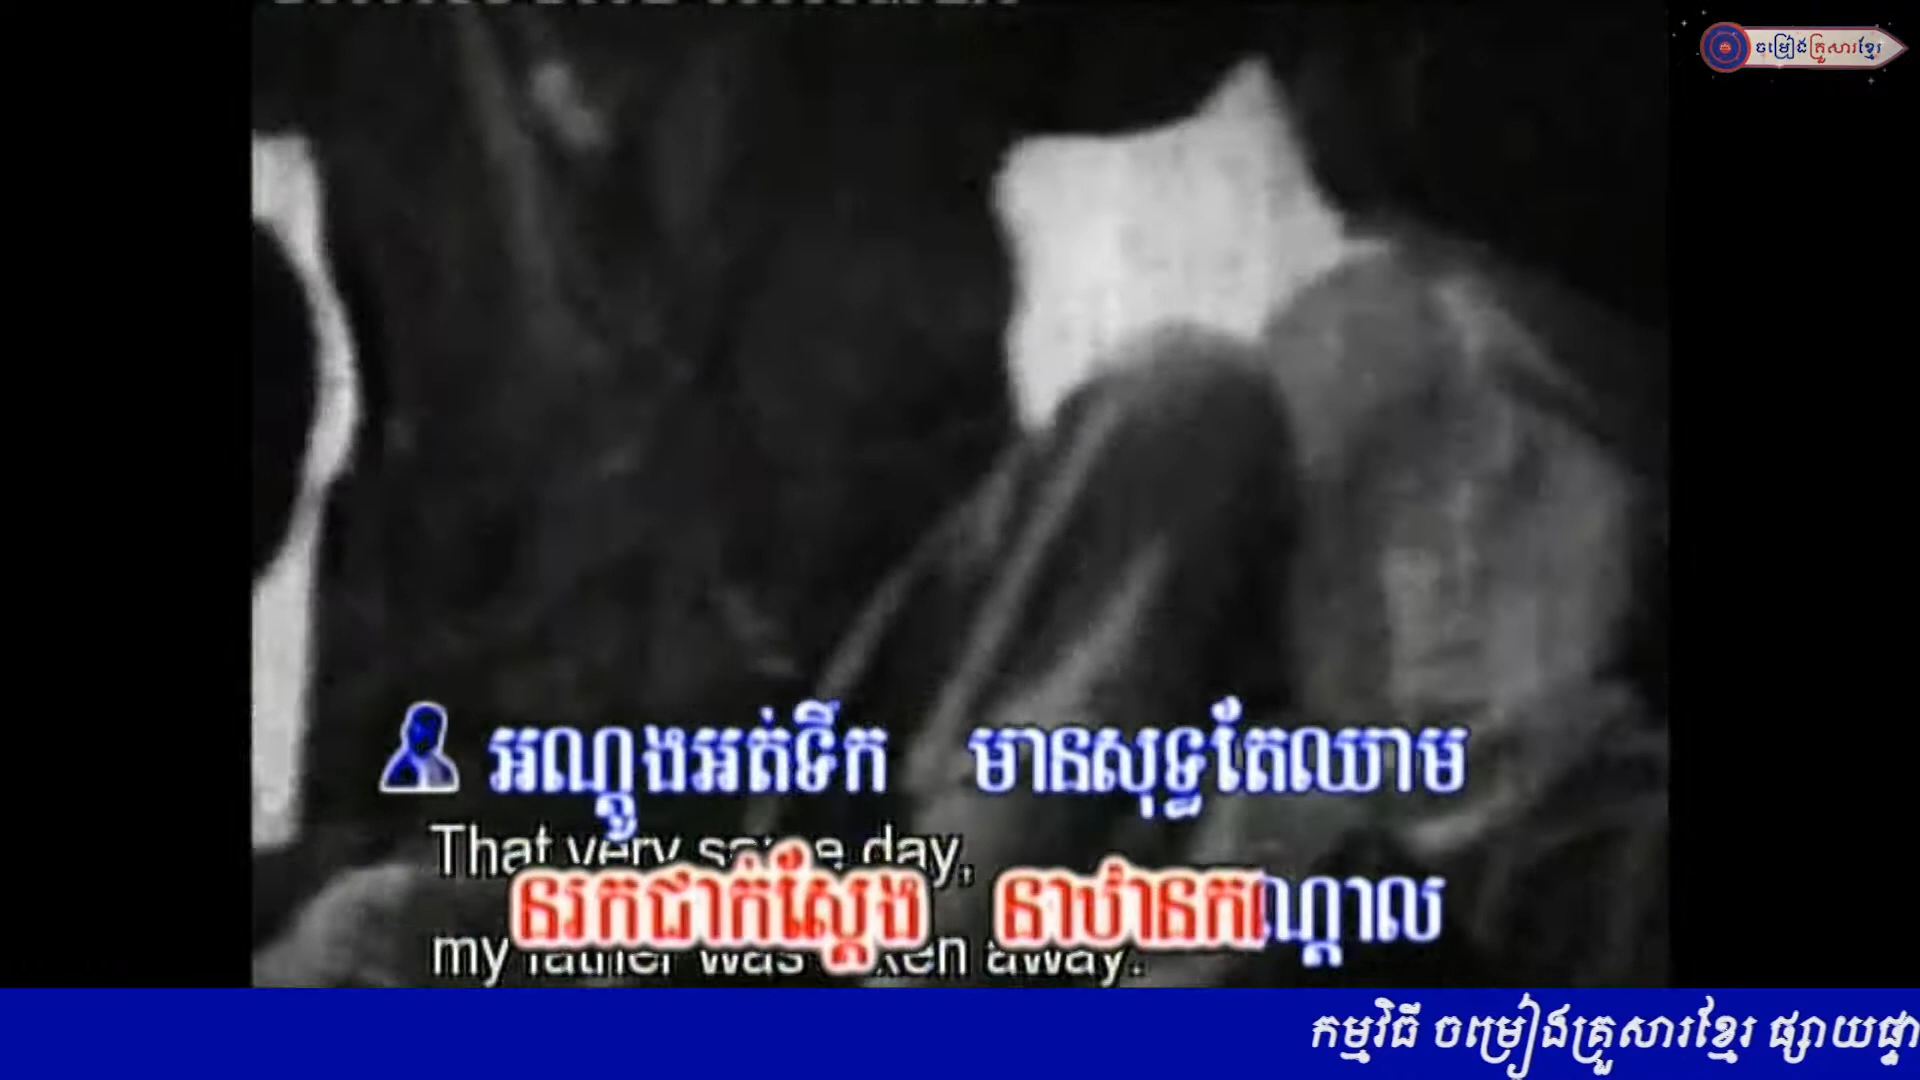 ចម្រៀងគ្រួសារខ្មែរ
អណ្ដូងអត់ទឹក មានសុទ្ធតែឈាម
That very same day,
នរកជាក់ស្ដែង នាឋានកណ្ដាល
my father was taken away.
កម្មវិធី ចម្រៀងគ្រួសារខ្មែរ ផ្សាយផ្ទា